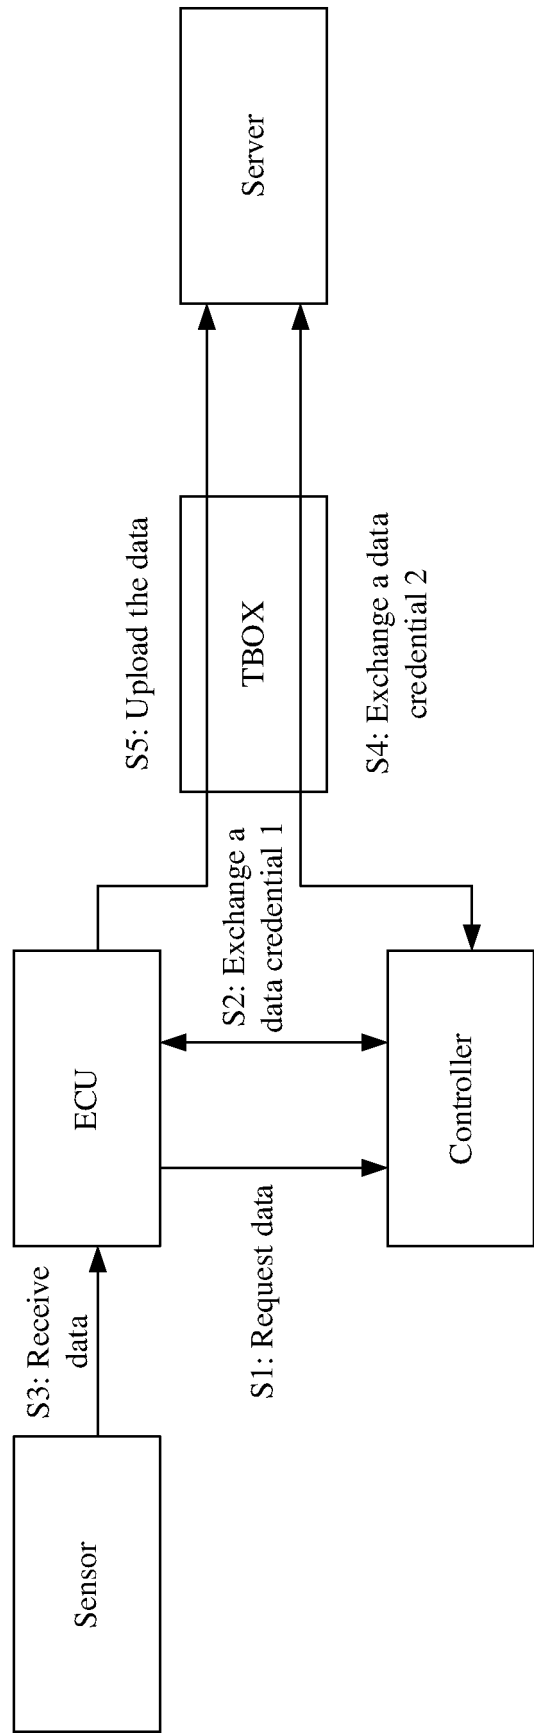 Sensor
S3: Receive
data
ECU
S1: Request data
S2: Exchange a
data credential 1
Controller
S5: Upload the data
TBOX
S4: Exchange a data
credential 2
Server